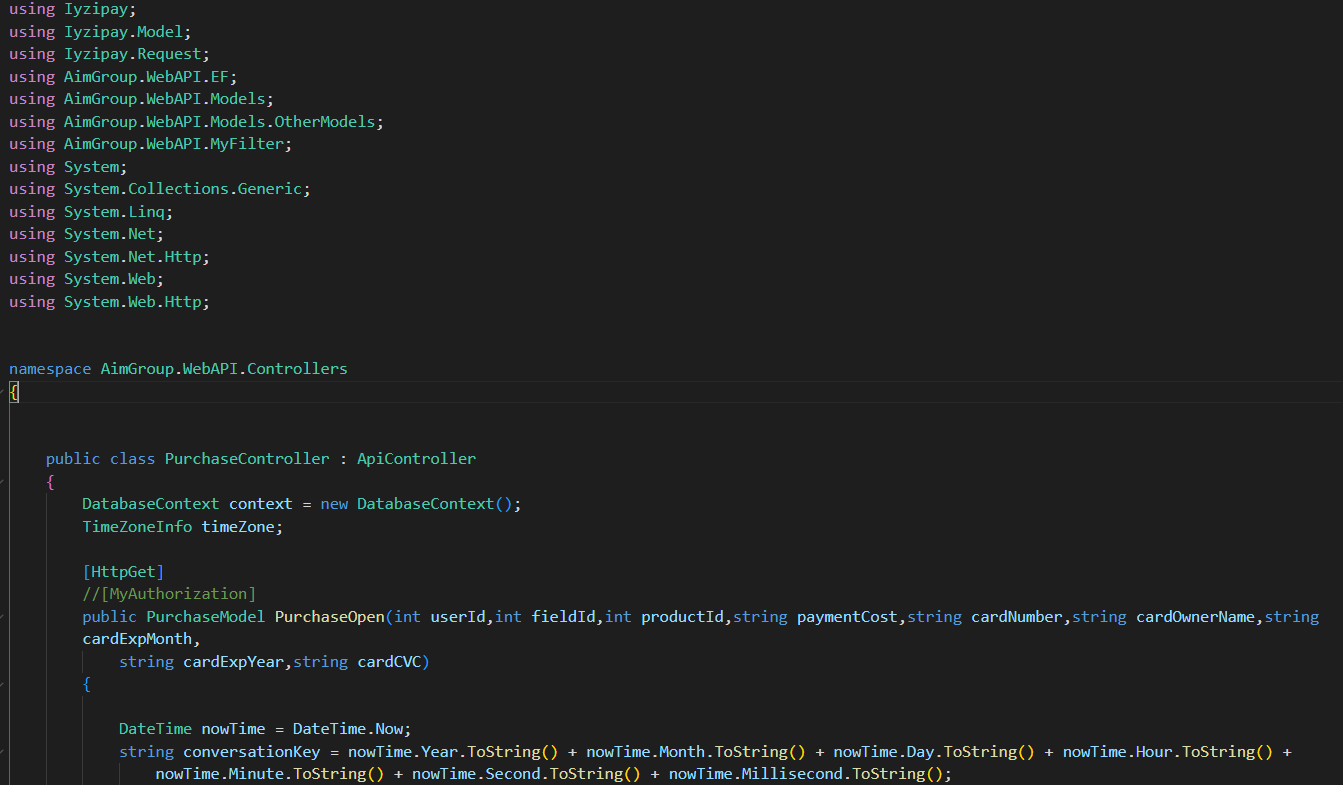 using Iyzipay;
using Iyzipay.Model;
using Iyzipay.Request;
using AimGroup.WebAPI.EF;
using AimGroup.WebAPI.Models;
using AimGroup.WebAPI.Models.OtherModels;
using AimGroup.WebAPI.MyFilter;
using System;
using System.Collections.Generic;
using System.Linq;
using System.Net;
using System.Net.Http;
using System.Web;
using System.Web.Http;
namespace AimGroup.WebAPI.Controllers
{
public class PurchaseController : ApiController
{
DatabaseContext context = new DatabaseContext();
TimeZoneInfo timeZone;
[HttpGet]
//[MyAuthorization]
public PurchaseModel PurchaseOpen(int userId,int fieldId,int productId,string paymentCost,string cardNumber,string cardOwnerName,string
cardExpMonth,
string cardExpYear,string cardCVC)
{
DateTime nowTime = DateTime.Now;
string conversationKey = nowTime.Year.ToString() + nowTime.Month.ToString() + nowTime.Day.ToString() + nowTime.Hour.ToString() +
nowTime.Minute.ToString() + nowTime.Second.ToString() + nowTime.Millisecond.ToString();